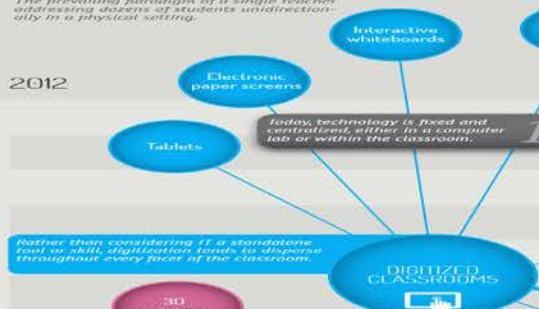 The prevailing paradigm of a single teacher
addressing dozens of students unidirection-
ally in a physical setting.
Interactive
whiteboards
2012
Electronic
paper screens
Today, technology is fixed and
centralized, either in a computer
lab or within the classroom.
Tablets
Rather than considering IT a standalone
tool or skill, digitization tends to disperse
throughout every facet of the classroom.
DIGITIZED
CLASSROOMS
3D